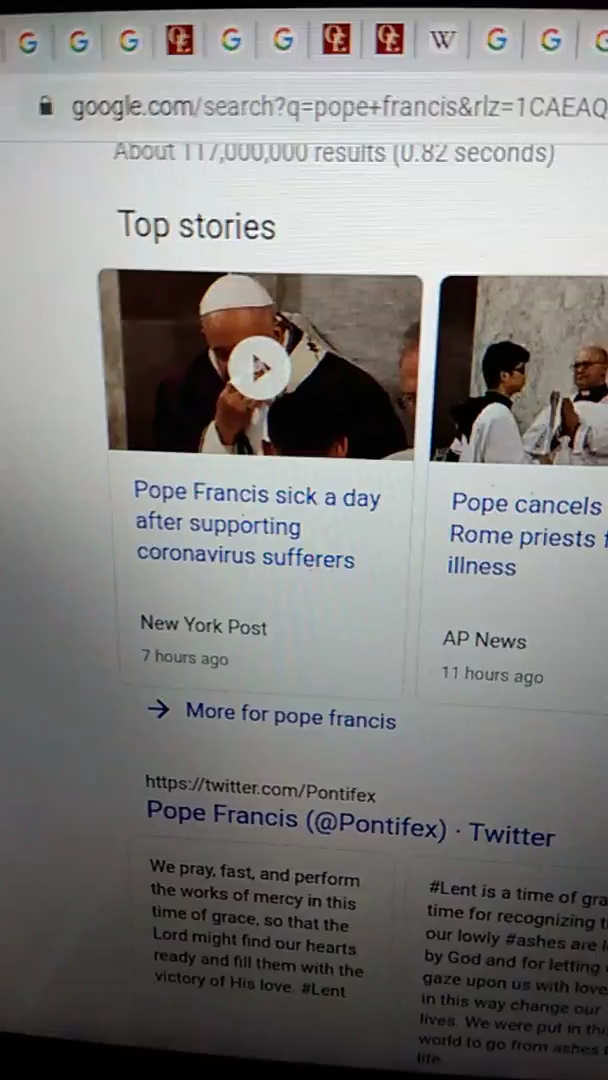 google.com/search?q=pope+francis&rlz=1CAEAQ
About 117,000,000 results (0.82 seconds)
Top stories
Pope Francis sick a day
after supporting
coronavirus sufferers
New York Post
7 hours ago
Pope cancels
Rome priests
illness
AP News
11 hours ago
→ More for pope francis
https://twitter.com/Pontifex
Pope Francis (@Pontifex) · Twitter
We pray, fast, and perform
the works of mercy in this
time of grace, so that the
Lord might find our hearts
ready and fill them with the
victory of His love. #Lent
#Lent is a time of gra
time for recognizing
our lowly #ashes are
by God and for letting
gaze upon us with love
in this way change our
lives. We were put in thi
world to go from ashes
life